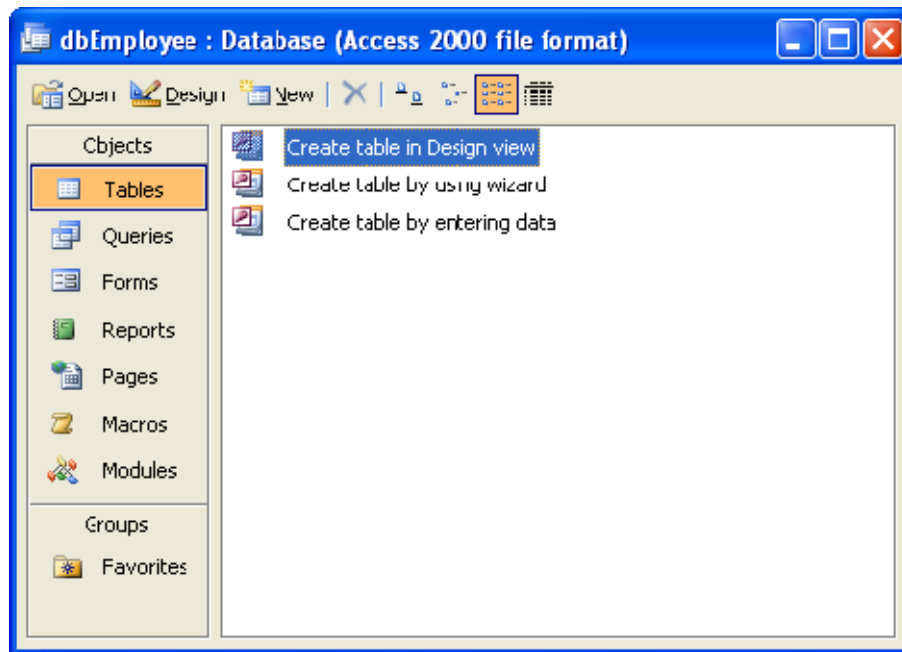 dbEmployee : Database (Access 2000 file format)
Open Design New
Objects
Tables
Queries
Forms
Reports
Pages
Macros
Modules
Groups
Favorites
Create table in Design view
Create table by using wizard
Create table by entering data